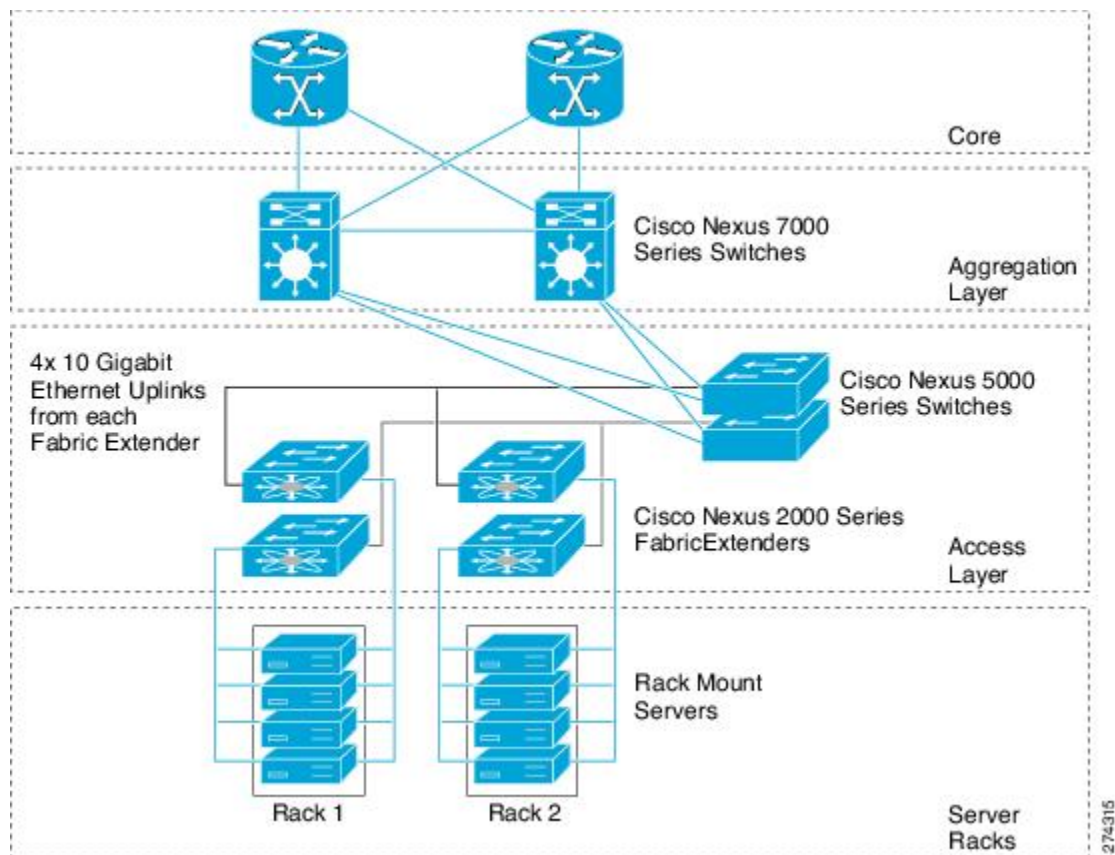 Core
Cisco Nexus 7000
Series Switches
Aggregation
Layer
4x 10 Gigabit
Ethernet Uplinks
from each
Fabric Extender
Cisco Nexus 5000
Series Switches
Cisco Nexus 2000 Series
FabricExtenders
Access
Layer
Rack Mount
Servers
Rack 1
Rack 2
Server
Racks
274315